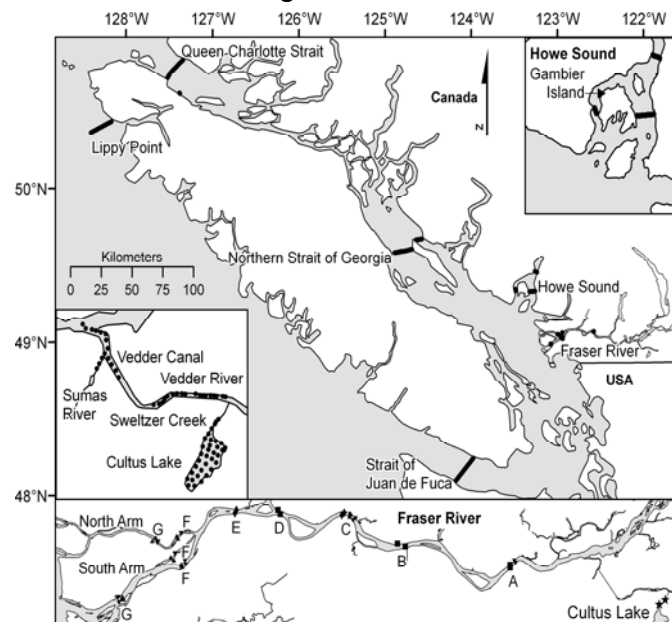 128°W 127°W 126°W 125°W 124°W 123°W 122°W
Queen Charlotte Strait
Canada
N
Howe Sound
Gambier
Island
Lippy Point
50°N
Kilometers
0 25 50 75 100
Northern Strait of Georgia
Howe Sound
49°N
Fraser River
USA
Vedder Canal
Vedder River
Sumas
River
Sweltzer Creek
Cultus Lake
Strait of
Juan de Fuca
48°N
North Arm
G
F
E
D
C
Fraser River
B
A
South Arm
F
F
G
Cultus Lake